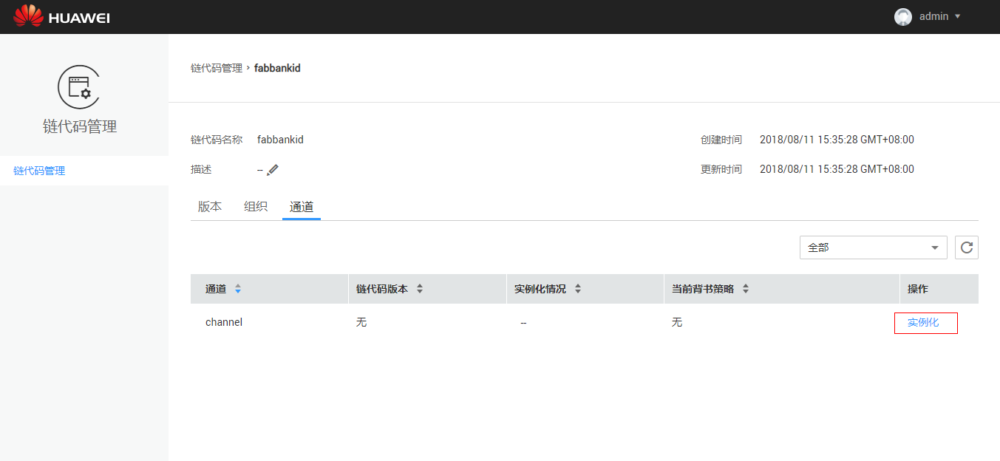 HUAWEI
admin
链代码管理
链代码管理
链代码管理 › fabbankid
链代码名称 fabbankid
创建时间 2018/08/11 15:35:28 GMT+08:00
描述 --
更新时间 2018/08/11 15:35:28 GMT+08:00
版本 组织 通道
全部
通道 链代码版本 实例化情况 当前背书策略 操作
channel 无 -- 无 实例化